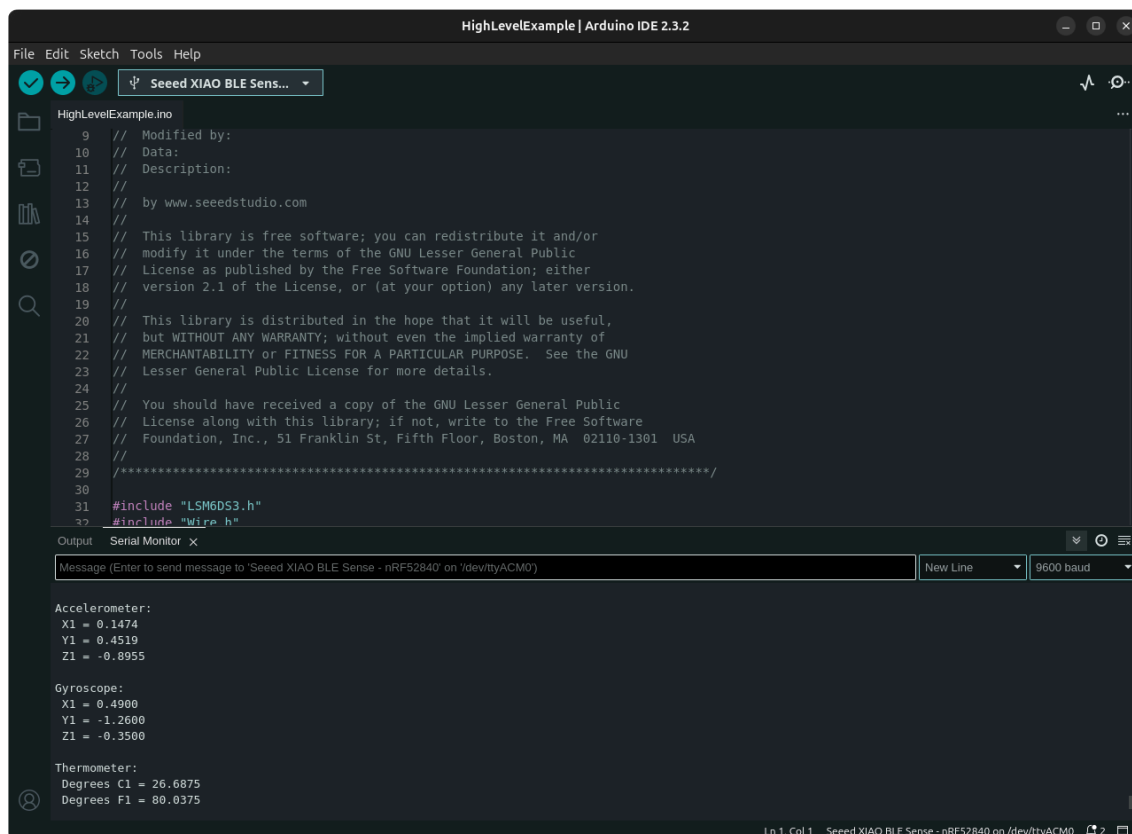 HighLevelExample | Arduino IDE 2.3.2
File Edit Sketch Tools Help
Seeed XIAO BLE Sens...
HighLevelExample.ino
9 //  Modified by:
10 //  Data:
11 //  Description:
12 //
13 //  by www.seeedstudio.com
14 //
15 //  This library is free software; you can redistribute it and/or
16 //  modify it under the terms of the GNU Lesser General Public
17 //  License as published by the Free Software Foundation; either
18 //  version 2.1 of the License, or (at your option) any later version.
19 //
20 //  This library is distributed in the hope that it will be useful,
21 //  but WITHOUT ANY WARRANTY; without even the implied warranty of
22 //  MERCHANTABILITY or FITNESS FOR A PARTICULAR PURPOSE.  See the GNU
23 //  Lesser General Public License for more details.
24 //
25 //  You should have received a copy of the GNU Lesser General Public
26 //  License along with this library; if not, write to the Free Software
27 //  Foundation, Inc., 51 Franklin St, Fifth Floor, Boston, MA  02110-1301  USA
28 //
29 /*******************************************************************************/
30
31 #include "LSM6DS3.h"
32 #include "Wire.h"
Output Serial Monitor
Message (Enter to send message to 'Seeed XIAO BLE Sense - nRF52840' on '/dev/ttyACM0') New Line 9600 baud
Accelerometer:
X1 = 0.1474
Y1 = 0.4519
Z1 = -0.8955
Gyroscope:
X1 = 0.4900
Y1 = -1.2600
Z1 = -0.3500
Thermometer:
Degrees C1 = 26.6875
Degrees F1 = 80.0375
Ln 1, Col 1 Seeed XIAO BLE Sense - nRF52840 on /dev/ttyACM0 2